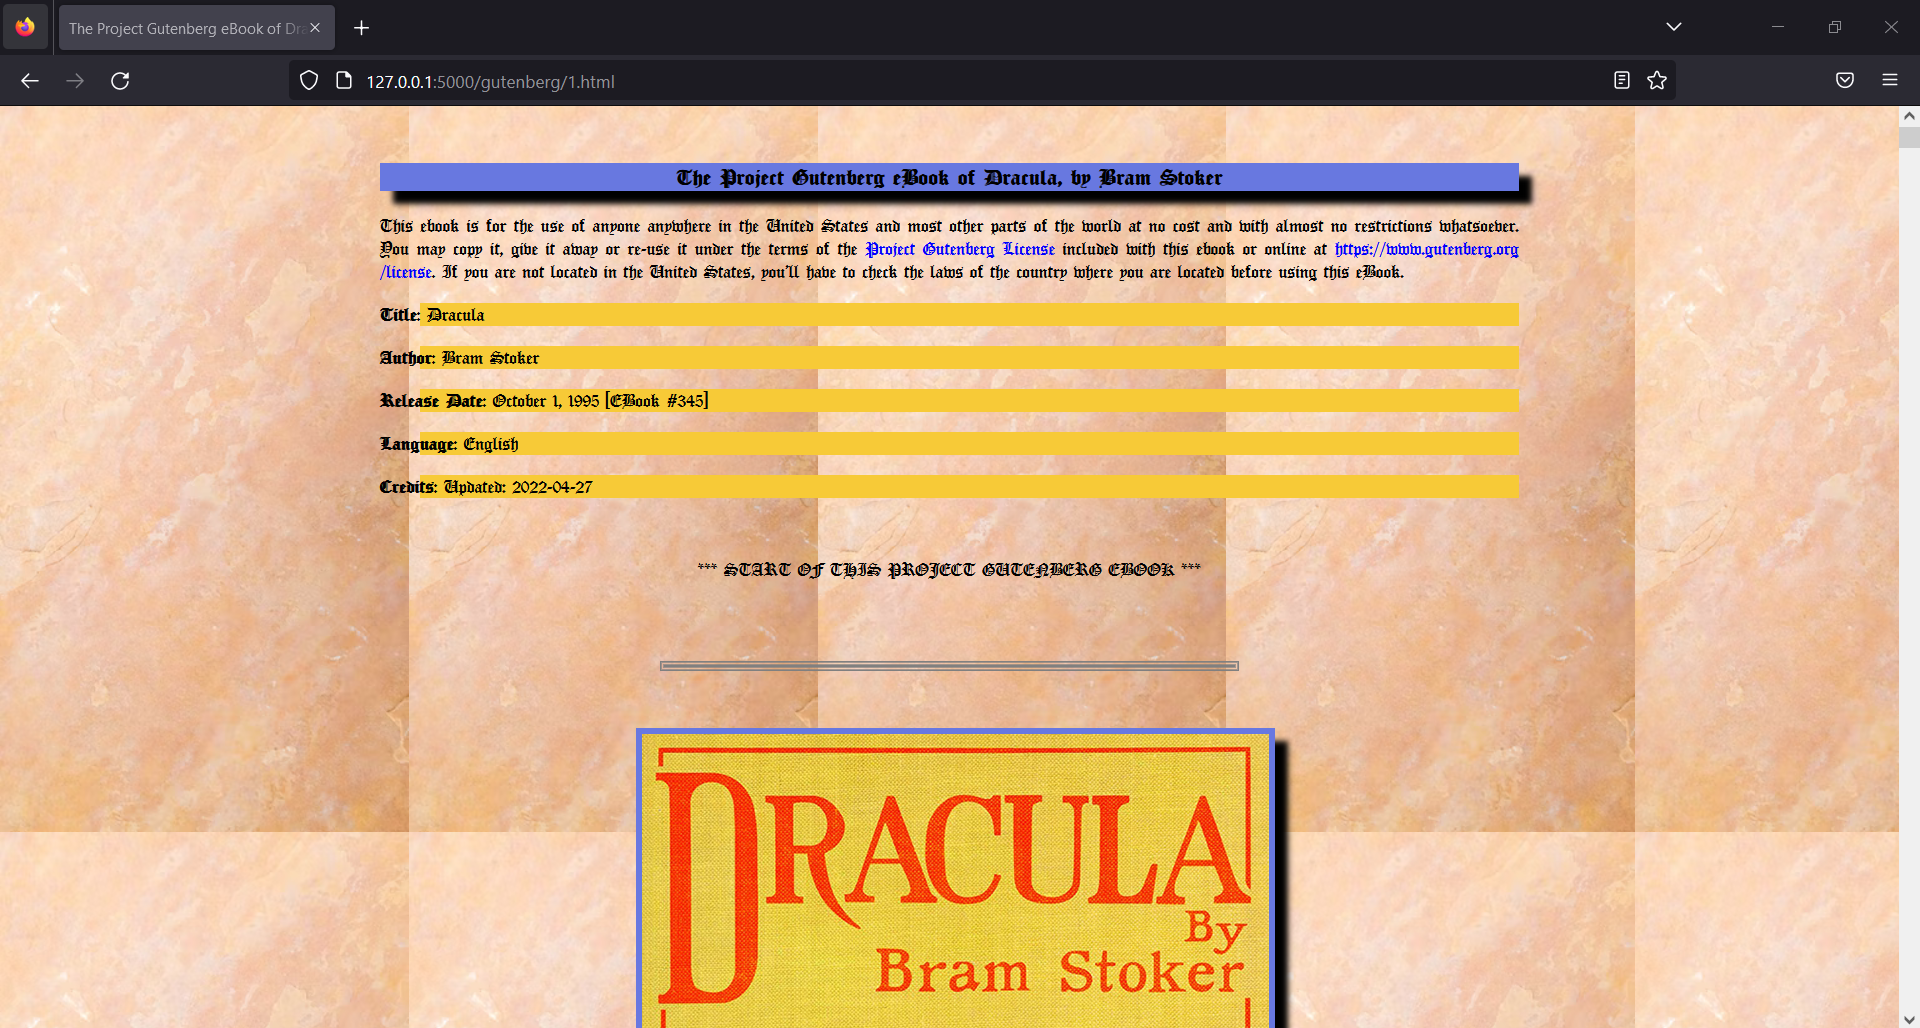 The Project Gutenberg eBook of Dra
127.0.0.1:5000/gutenberg/1.html
The Project Gutenberg eBook of Dracula, by Bram Stoker
This ebook is for the use of anyone anywhere in the United States and most other parts of the world at no cost and with almost no restrictions whatsoever.
You may copy it, give it away or re-use it under the terms of the Project Gutenberg License included with this ebook or online at https://www.gutenberg.org
/license. If you are not located in the United States, you'll have to check the laws of the country where you are located before using this eBook.
Title: Dracula
Author: Bram Stoker
Release Date: October 1, 1995 [EBook #345]
Language: English
Credits: Updated: 2022-04-27
*** START OF THIS PROJECT GUTENBERG EBOOK ***
DRACULA
By
Bram Stoker